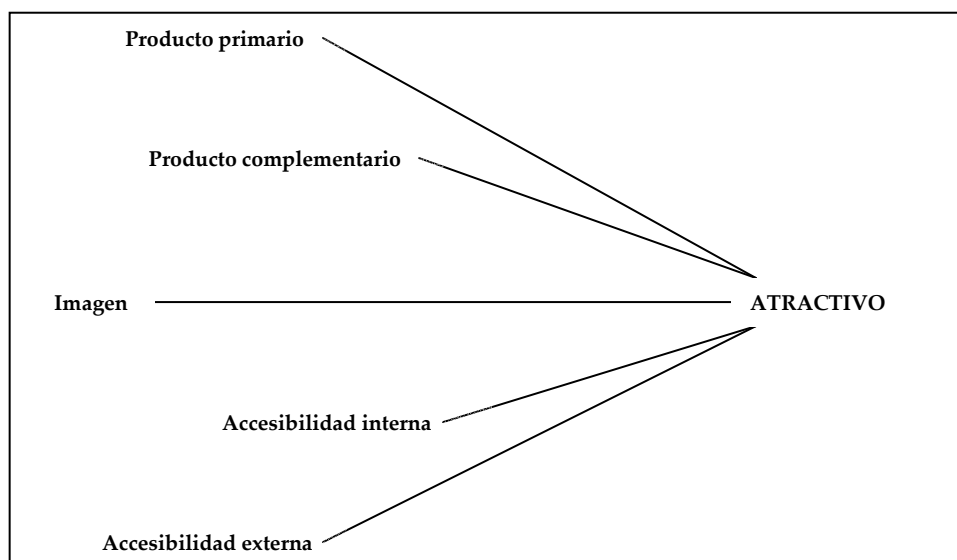 Producto primario
Producto complementario
Imagen
ATRACTIVO
Accesibilidad interna
Accesibilidad externa